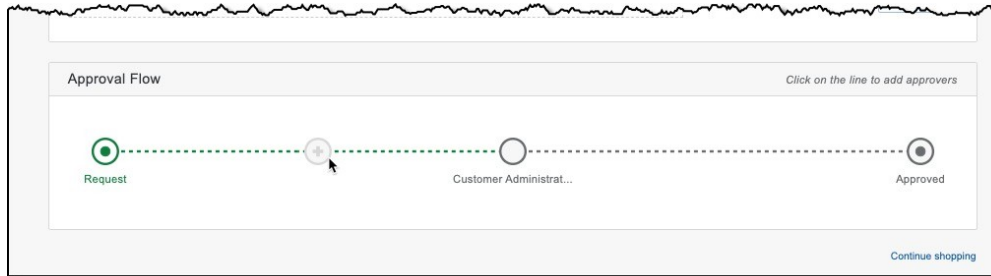 Approval Flow
Click on the line to add approvers
Request
Customer Administrat...
Approved
Continue shopping